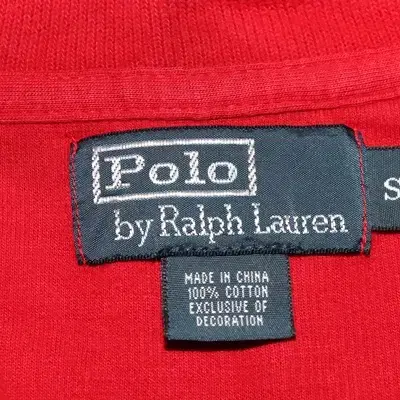 Polo
by Ralph Lauren
S
MADE IN CHINA
100% COTTON
EXCLUSIVE OF
DECORATION